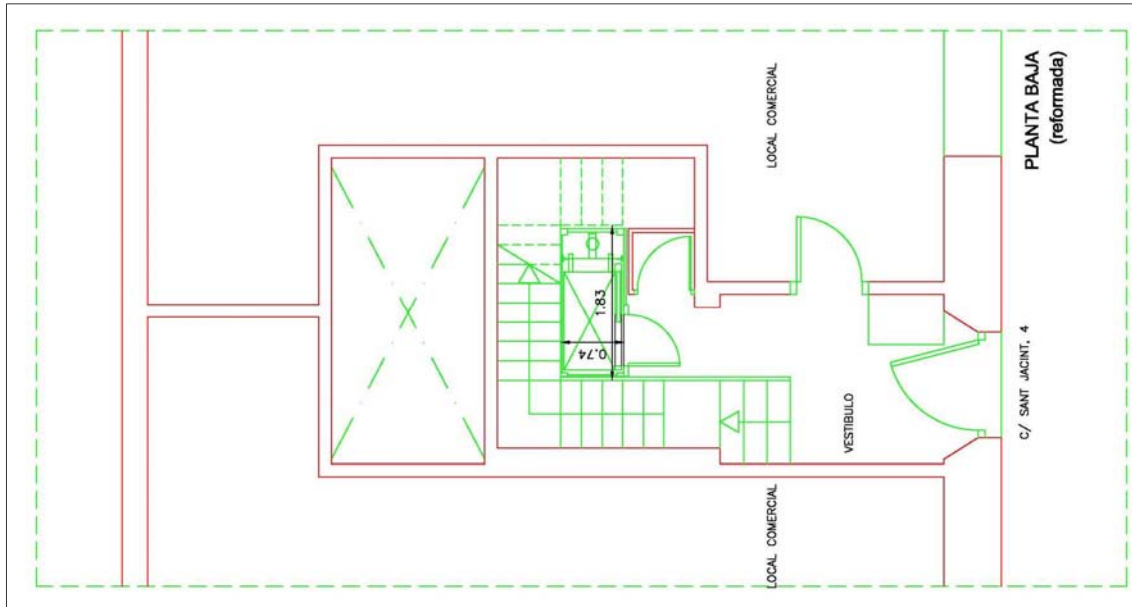 PLANTA BAJA
(reformada)
LOCAL COMERCIAL
1.83
0.74
VESTIBULO
C/ SANT JACINT, 4
LOCAL COMERCIAL